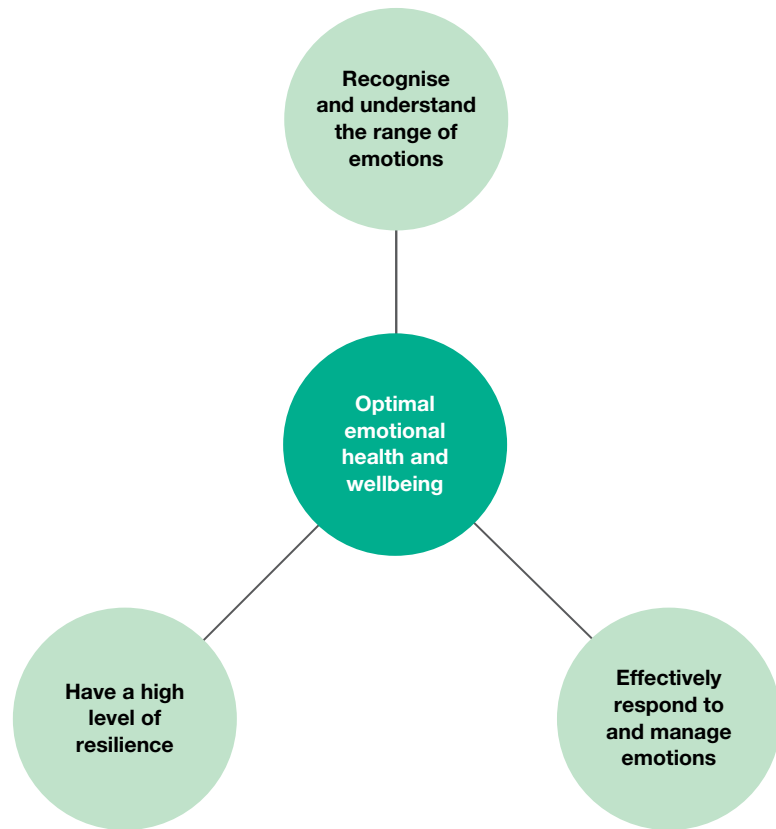 Recognise
and understand
the range of
emotions
Optimal
emotional
health and
wellbeing
Have a high
level of
resilience
Effectively
respond to
and manage
emotions